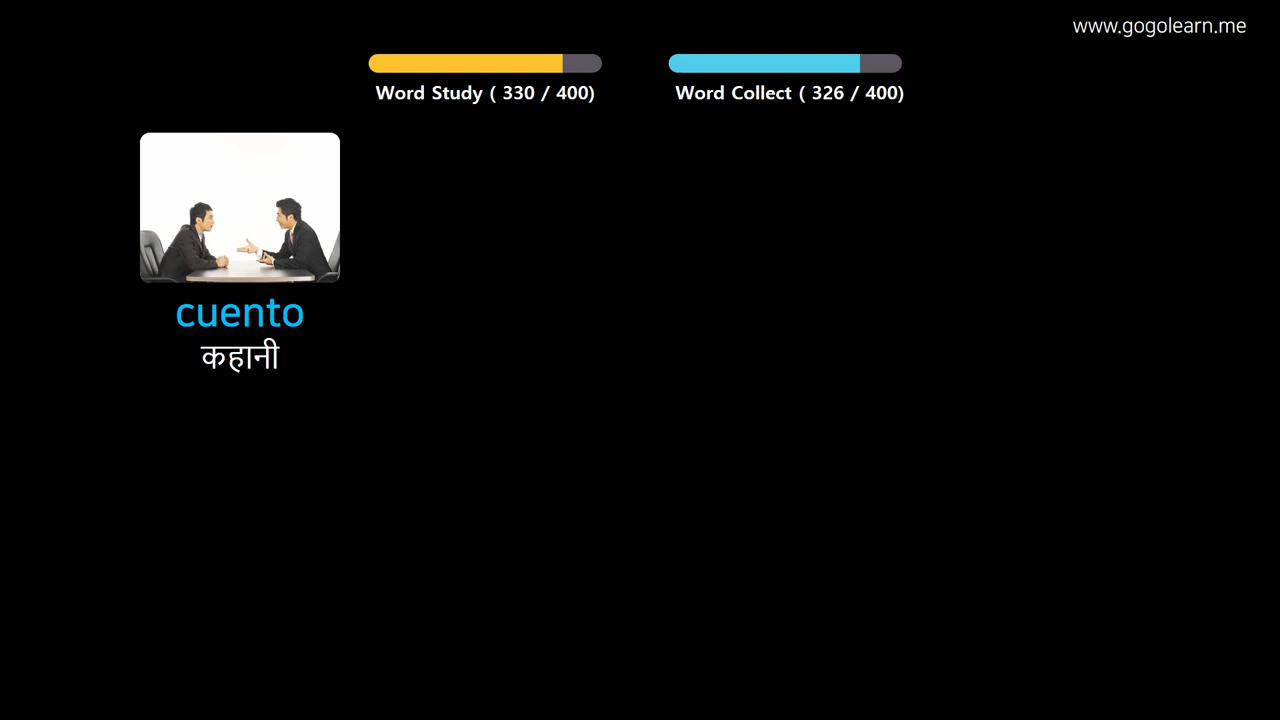 www.gogolearn.me
Word Study ( 330 / 400)
Word Collect ( 326 / 400)
cuento
कहानी